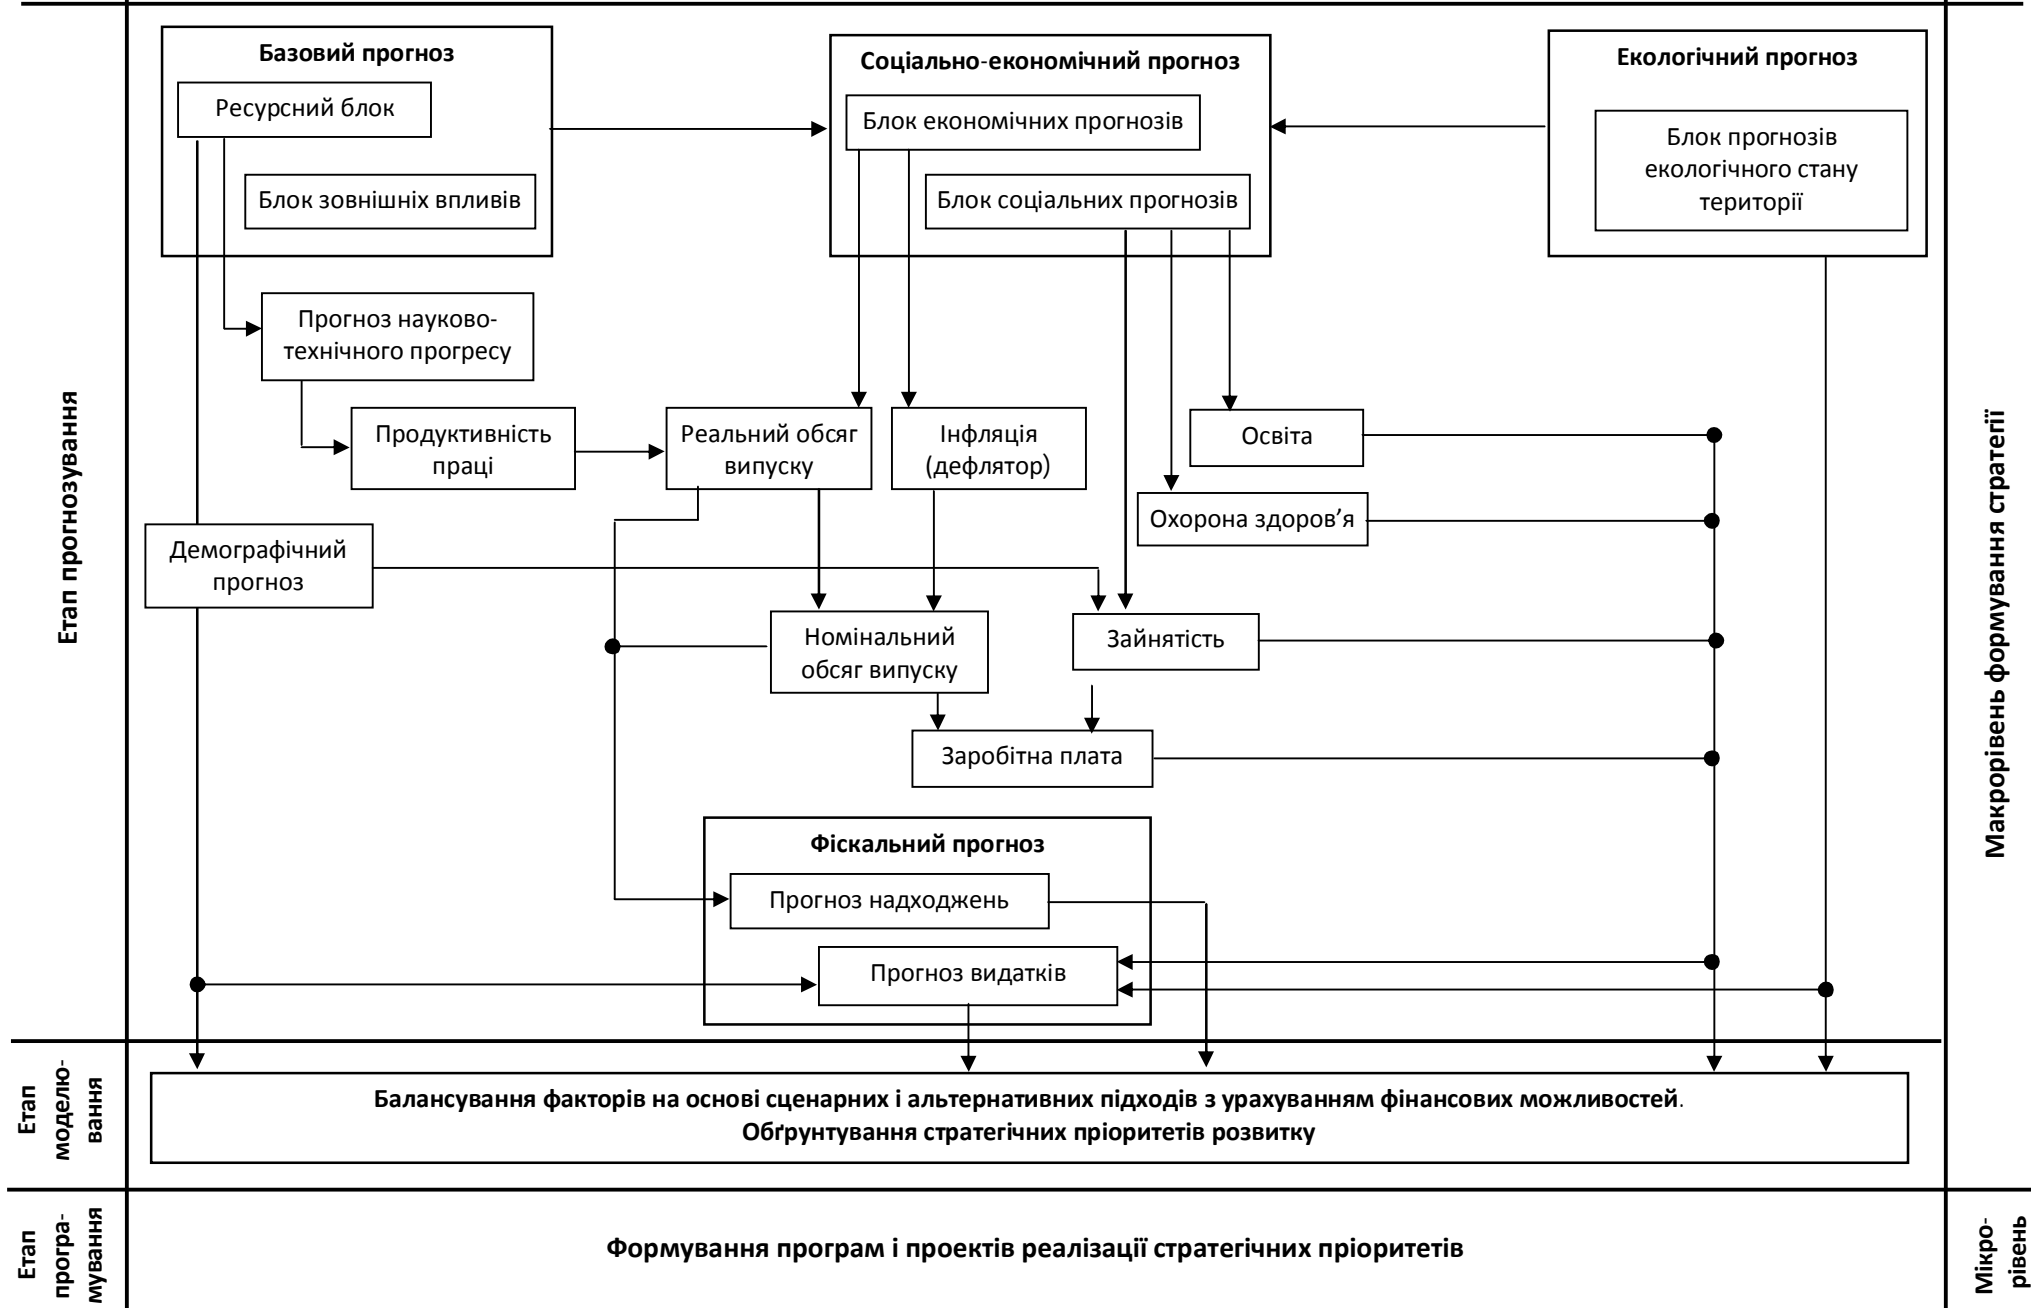 Базовий прогноз
Ресурсний блок
Блок зовнішніх впливів
Соціально-економічний прогноз
Блок економічних прогнозів
Блок соціальних прогнозів
Екологічний прогноз
Блок прогнозів
екологічного стану
території
Прогноз науково-
технічного прогресу
Продуктивність
праці
Реальний обсяг
випуску
Інфляція
(дефлятор)
Освіта
Охорона здоров’я
Демографічний
прогноз
Номінальний
обсяг випуску
Зайнятість
Заробітна плата
Фіскальний прогноз
Прогноз надходжень
Прогноз видатків
Етап прогнозування
Макрорівень формування стратегії
Етап
моделю-
вання
Балансування факторів на основі сценарних і альтернативних підходів з урахуванням фінансових можливостей.
Обґрунтування стратегічних пріоритетів розвитку
Етап
програ-
мування
Формування програм і проектів реалізації стратегічних пріоритетів
Мікро-
рівень